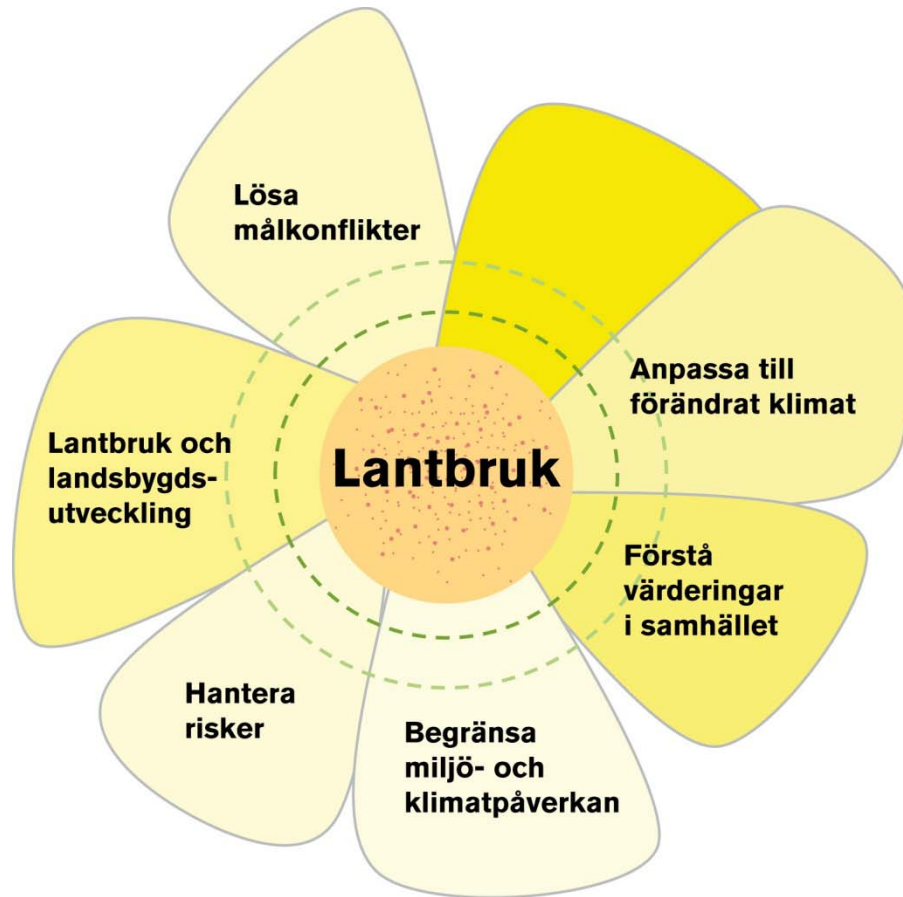 Lösa
målkonflikter
Anpassa till
förändrat klimat
Lantbruk och
landsbygds-
utveckling
Lantbruk
Förstå
värderingar
i samhället
Hantera
risker
Begränsa
miljö- och
klimatpåverkan